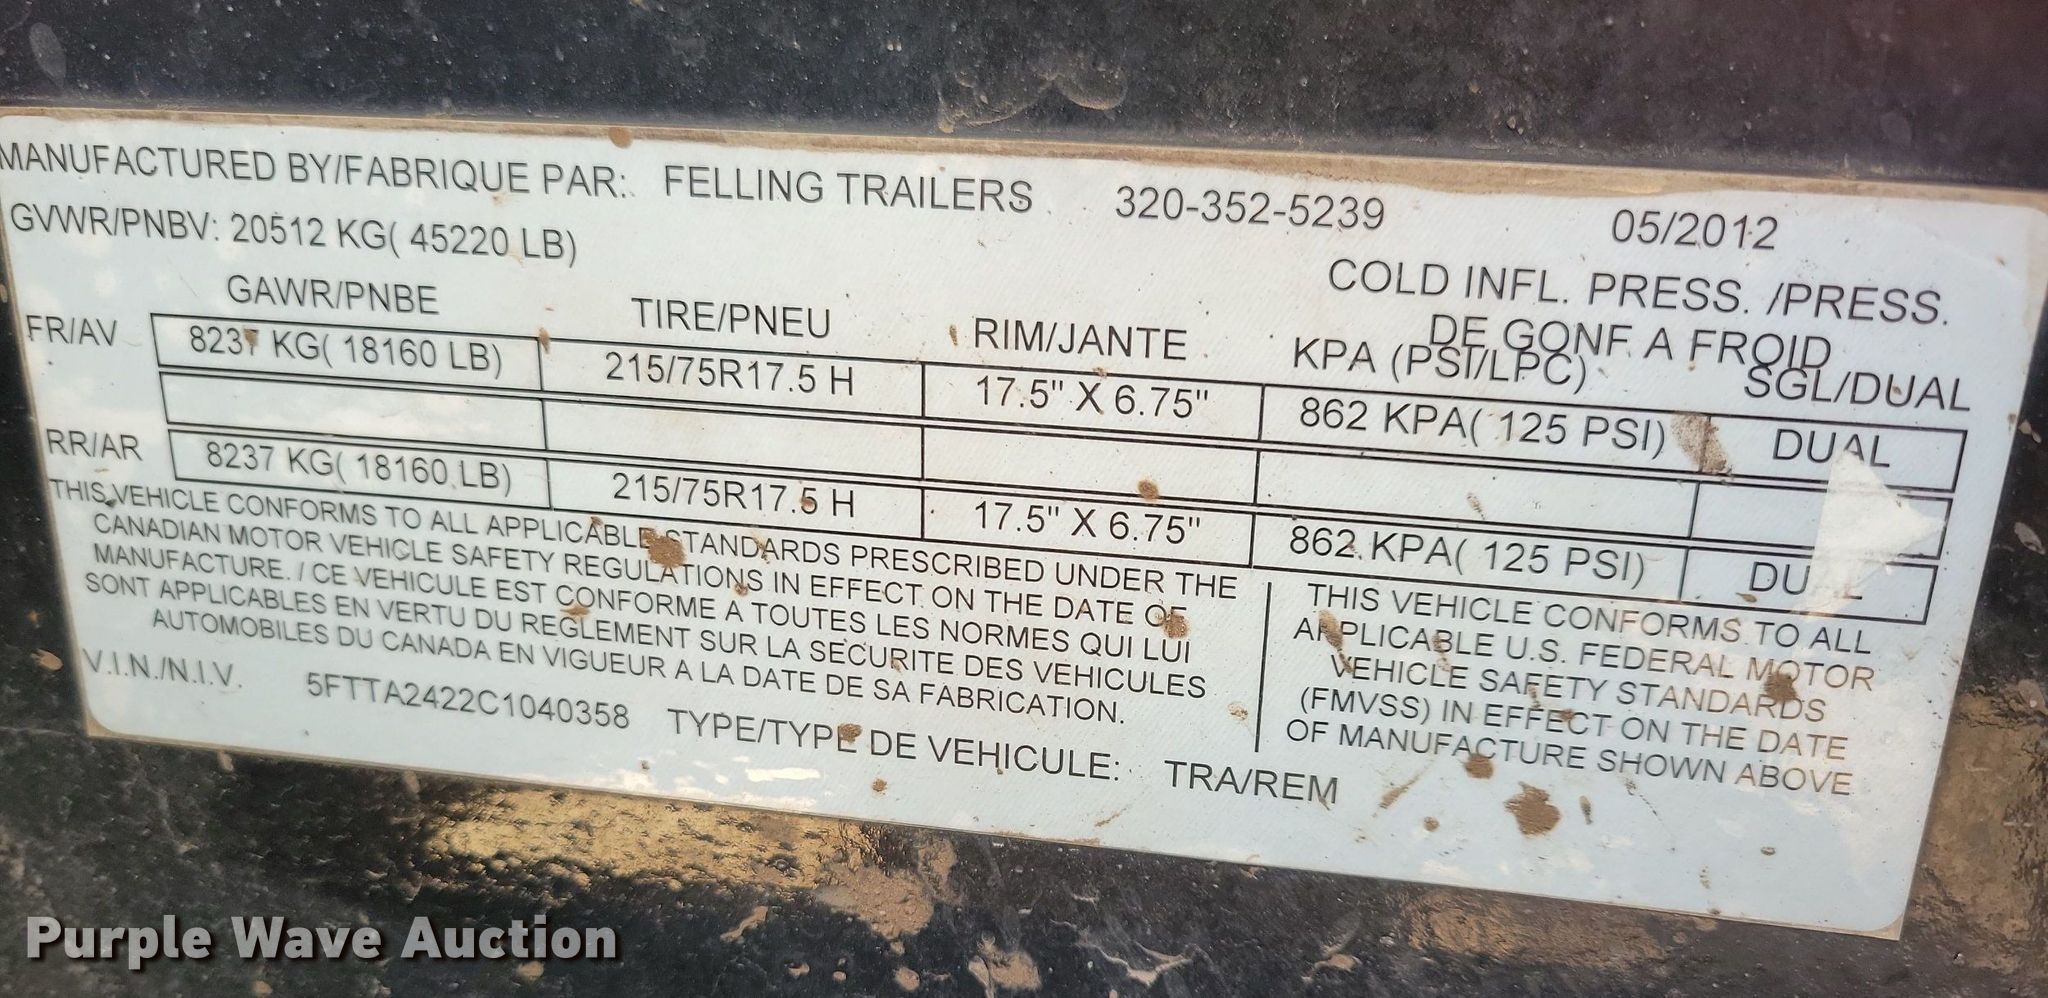 MANUFACTURED BY/FABRIQUE PAR: FELLING TRAILERS 320-352-5239 05/2012
GVWR/PNBV: 20512 KG( 45220 LB)
COLD INFL. PRESS. /PRESS.
DE GONF. A FROID
GAWR/PNBE TIRE/PNEU RIM/JANTE KPA (PSI/LPC) SGL/DUAL
FR/AV 8237 KG( 18160 LB) 215/75R17.5 H 17.5" X 6.75" 862 KPA( 125 PSI) DUAL
RR/AR 8237 KG( 18160 LB) 215/75R17.5 H 17.5" X 6.75" 862 KPA( 125 PSI) DUAL
THIS VEHICLE CONFORMS TO ALL APPLICABLE STANDARDS PRESCRIBED UNDER THE
CANADIAN MOTOR VEHICLE SAFETY REGULATIONS IN EFFECT ON THE DATE OF
MANUFACTURE. / CE VEHICULE EST CONFORME A TOUTES LES NORMES QUI LUI
SONT APPLICABLES EN VERTU DU REGLEMENT SUR LA SECURITE DES VEHICULES
AUTOMOBILES DU CANADA EN VIGUEUR A LA DATE DE SA FABRICATION.
THIS VEHICLE CONFORMS TO ALL
APPLICABLE U.S. FEDERAL MOTOR
VEHICLE SAFETY STANDARDS
(FMVSS) IN EFFECT ON THE DATE
OF MANUFACTURE SHOWN ABOVE
V.I.N./N.I.V. 5FTTA2422C1040358 TYPE/TYPE DE VEHICULE: TRA/REM
Purple Wave Auction